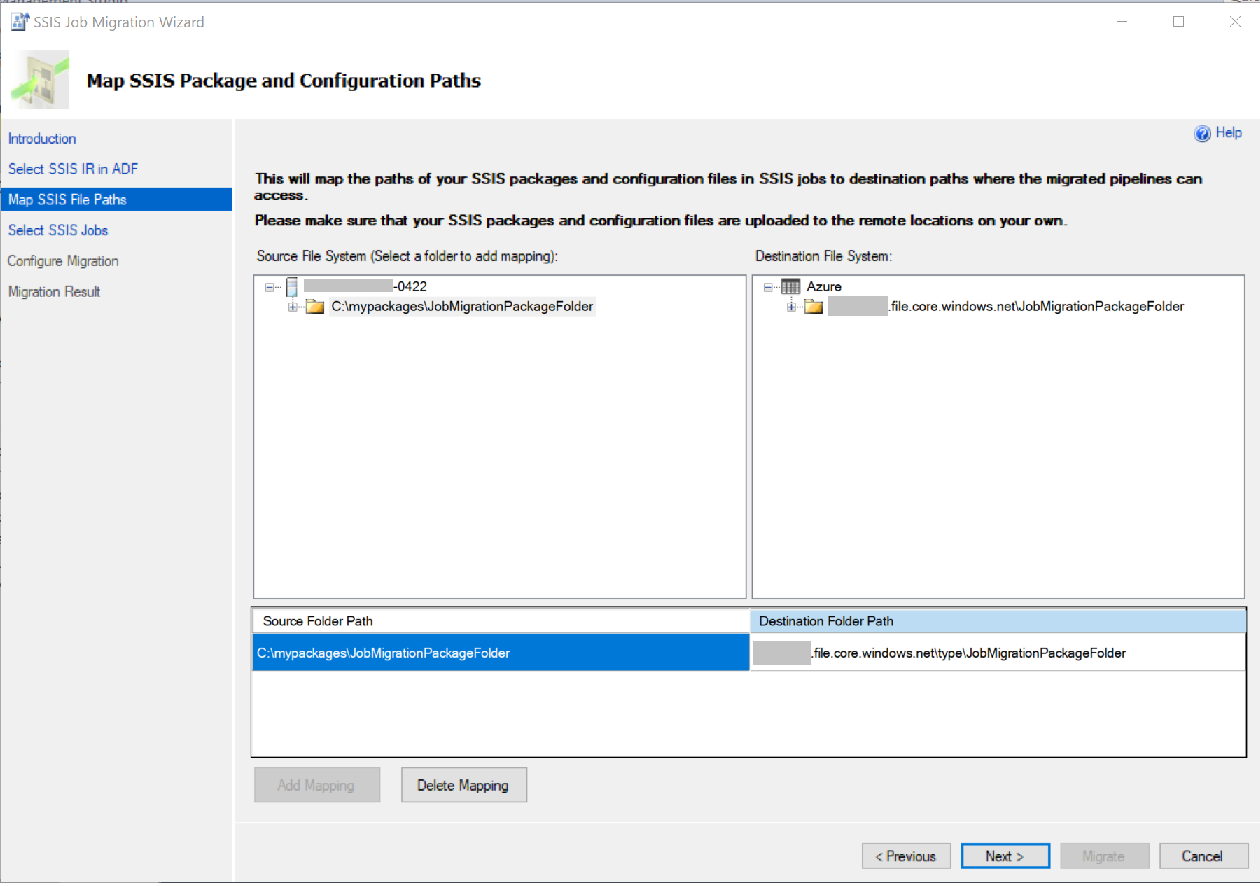 SSIS Job Migration Wizard
Map SSIS Package and Configuration Paths
Introduction
Select SSIS IR in ADF
Map SSIS File Paths
Select SSIS Jobs
Configure Migration
Migration Result
Help
This will map the paths of your SSIS packages and configuration files in SSIS jobs to destination paths where the migrated pipelines can
access.
Please make sure that your SSIS packages and configuration files are uploaded to the remote locations on your own.
Source File System (Select a folder to add mapping):
-0422
C:\mypackages\JobMigrationPackageFolder
Destination File System:
Azure
.file.core.windows.net\JobMigrationPackageFolder
Source Folder Path
Destination Folder Path
C:\mypackages\JobMigrationPackageFolder
.file.core.windows.net\type\JobMigrationPackageFolder
Add Mapping
Delete Mapping
< Previous
Next >
Migrate
Cancel